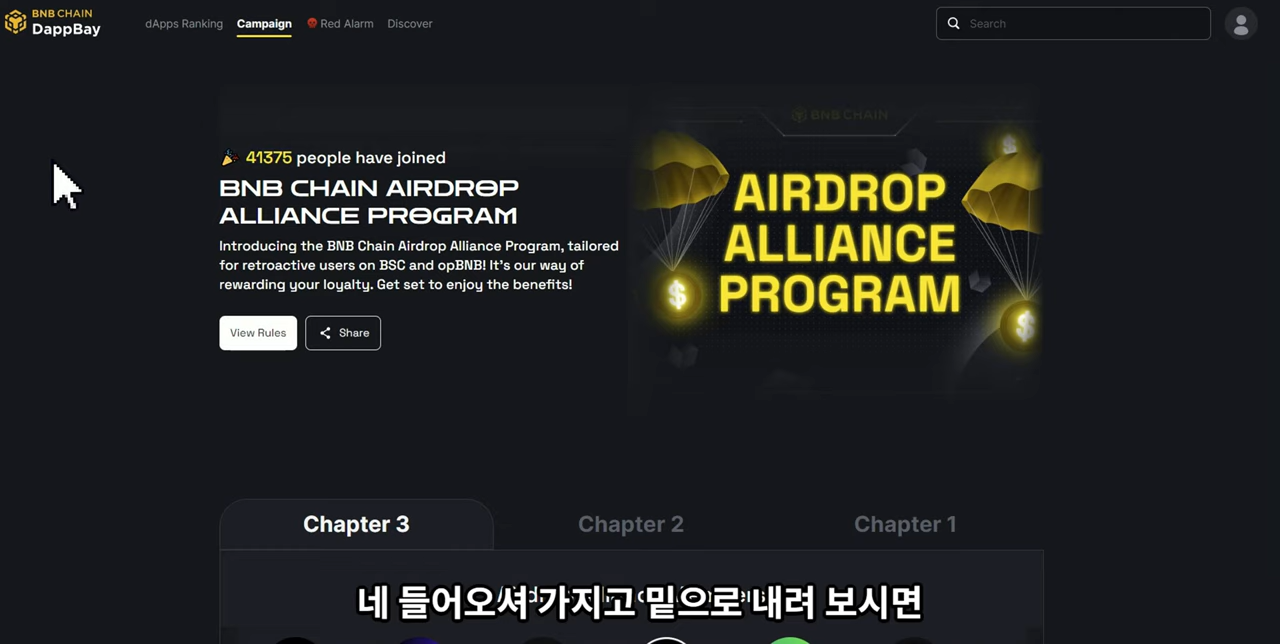 BNB CHAIN
DappBay
dApps Ranking
Campaign
Red Alarm
Discover
Search
41375 people have joined
BNB CHAIN AIRDROP
ALLIANCE PROGRAM
Introducing the BNB Chain Airdrop Alliance Program, tailored
for retroactive users on BSC and opBNB! It's our way of
rewarding your loyalty. Get set to enjoy the benefits!
View Rules
Share
BNB CHAIN
AIRDROP
ALLIANCE
PROGRAM
Chapter 3
Chapter 2
Chapter 1
네 들어오셔 가지고 밑으로 내려 보시면